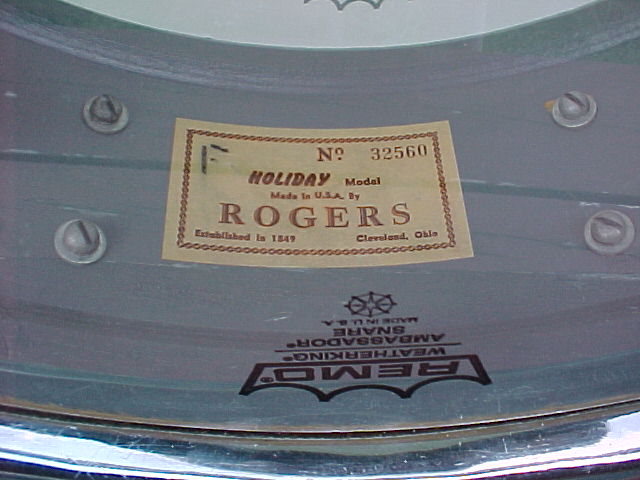 F
Nº 32560
HOLIDAY Model
Made in U.S.A. By
ROGERS
Established in 1849 Cleveland, Ohio
REMO®
WEATHERKING®
AMBASSADOR®
SNARE
MADE IN U.S.A.